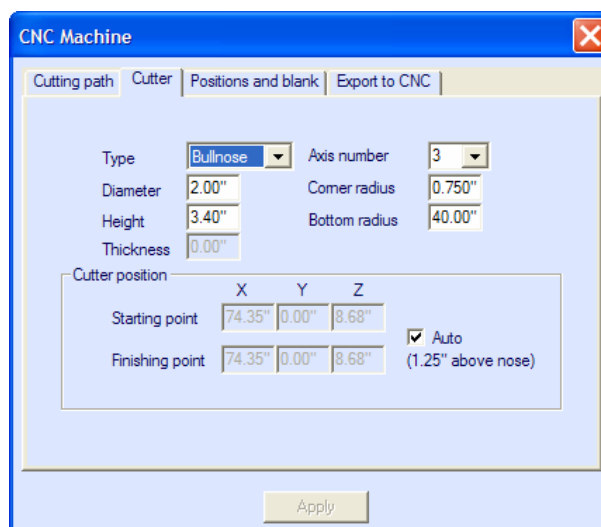 CNC Machine
Cutting path Cutter Positions and blank Export to CNC
Type Bullnose Axis number 3
Diameter 2.00" Corner radius 0.750"
Height 3.40" Bottom radius 40.00"
Thickness 0.00"
Cutter position
X Y Z
Starting point 74.35" 0.00" 8.68"
Auto
Finishing point 74.35" 0.00" 8.68" (1.25" above nose)
Apply